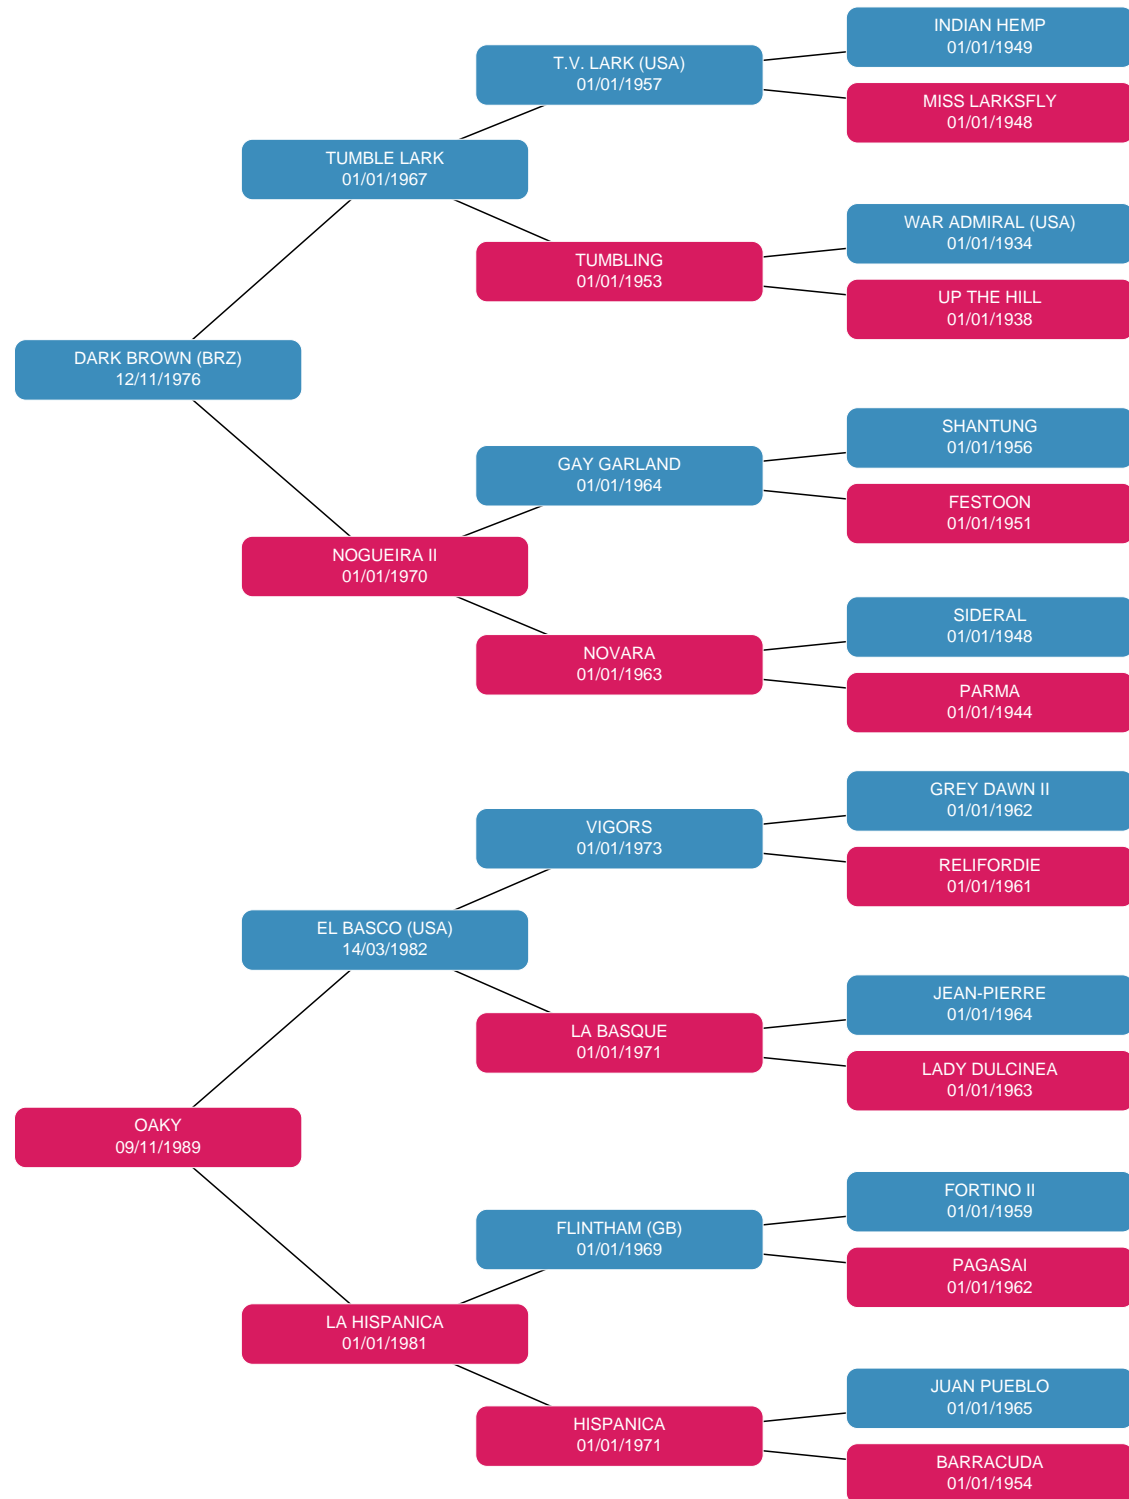 INDIAN HEMP
01/01/1949
T.V. LARK (USA)
01/01/1957
MISS LARKSFLY
01/01/1948
TUMBLE LARK
01/01/1967
WAR ADMIRAL (USA)
01/01/1934
TUMBLING
01/01/1953
UP THE HILL
01/01/1938
DARK BROWN (BRZ)
12/11/1976
SHANTUNG
01/01/1956
GAY GARLAND
01/01/1964
FESTOON
01/01/1951
NOGUEIRA II
01/01/1970
SIDERAL
01/01/1948
NOVARA
01/01/1963
PARMA
01/01/1944
GREY DAWN II
01/01/1962
VIGORS
01/01/1973
RELIFORDIE
01/01/1961
EL BASCO (USA)
14/03/1982
JEAN-PIERRE
01/01/1964
LA BASQUE
01/01/1971
LADY DULCINEA
01/01/1963
OAKY
09/11/1989
FORTINO II
01/01/1959
FLINTHAM (GB)
01/01/1969
PAGASAI
01/01/1962
LA HISPANICA
01/01/1981
JUAN PUEBLO
01/01/1965
HISPANICA
01/01/1971
BARRACUDA
01/01/1954